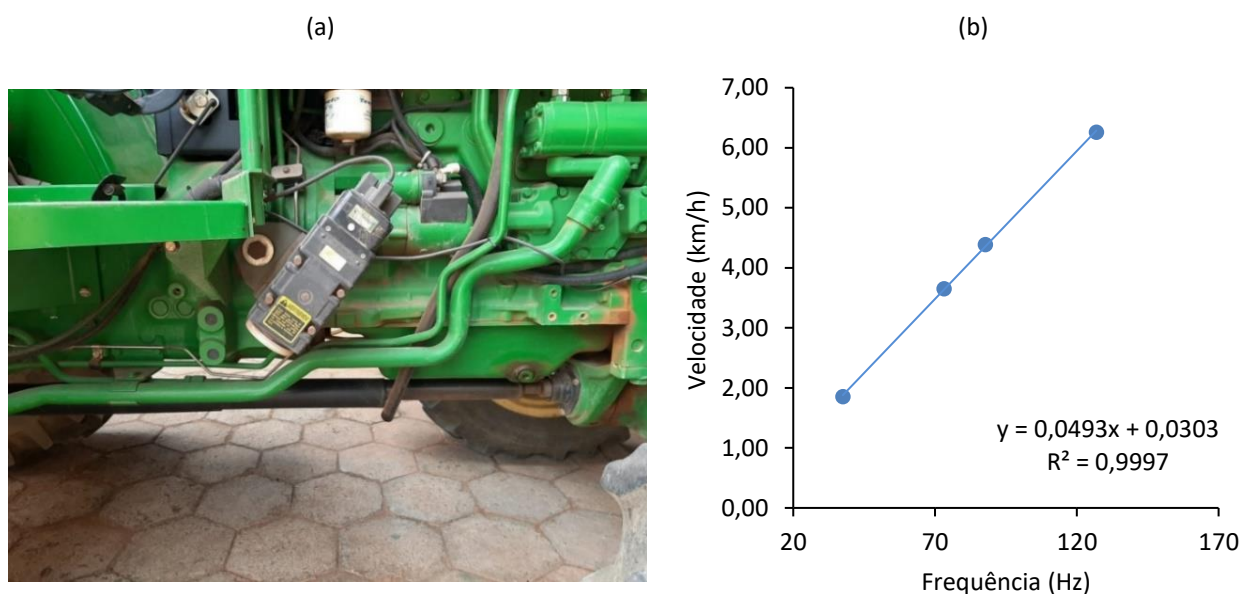 (a)
(b)
7,00
6,00
5,00
4,00
3,00
2,00
1,00
0,00
Velocidade (km/h)
y = 0,0493x + 0,0303
R² = 0,9997
20 70 120 170
Frequência (Hz)